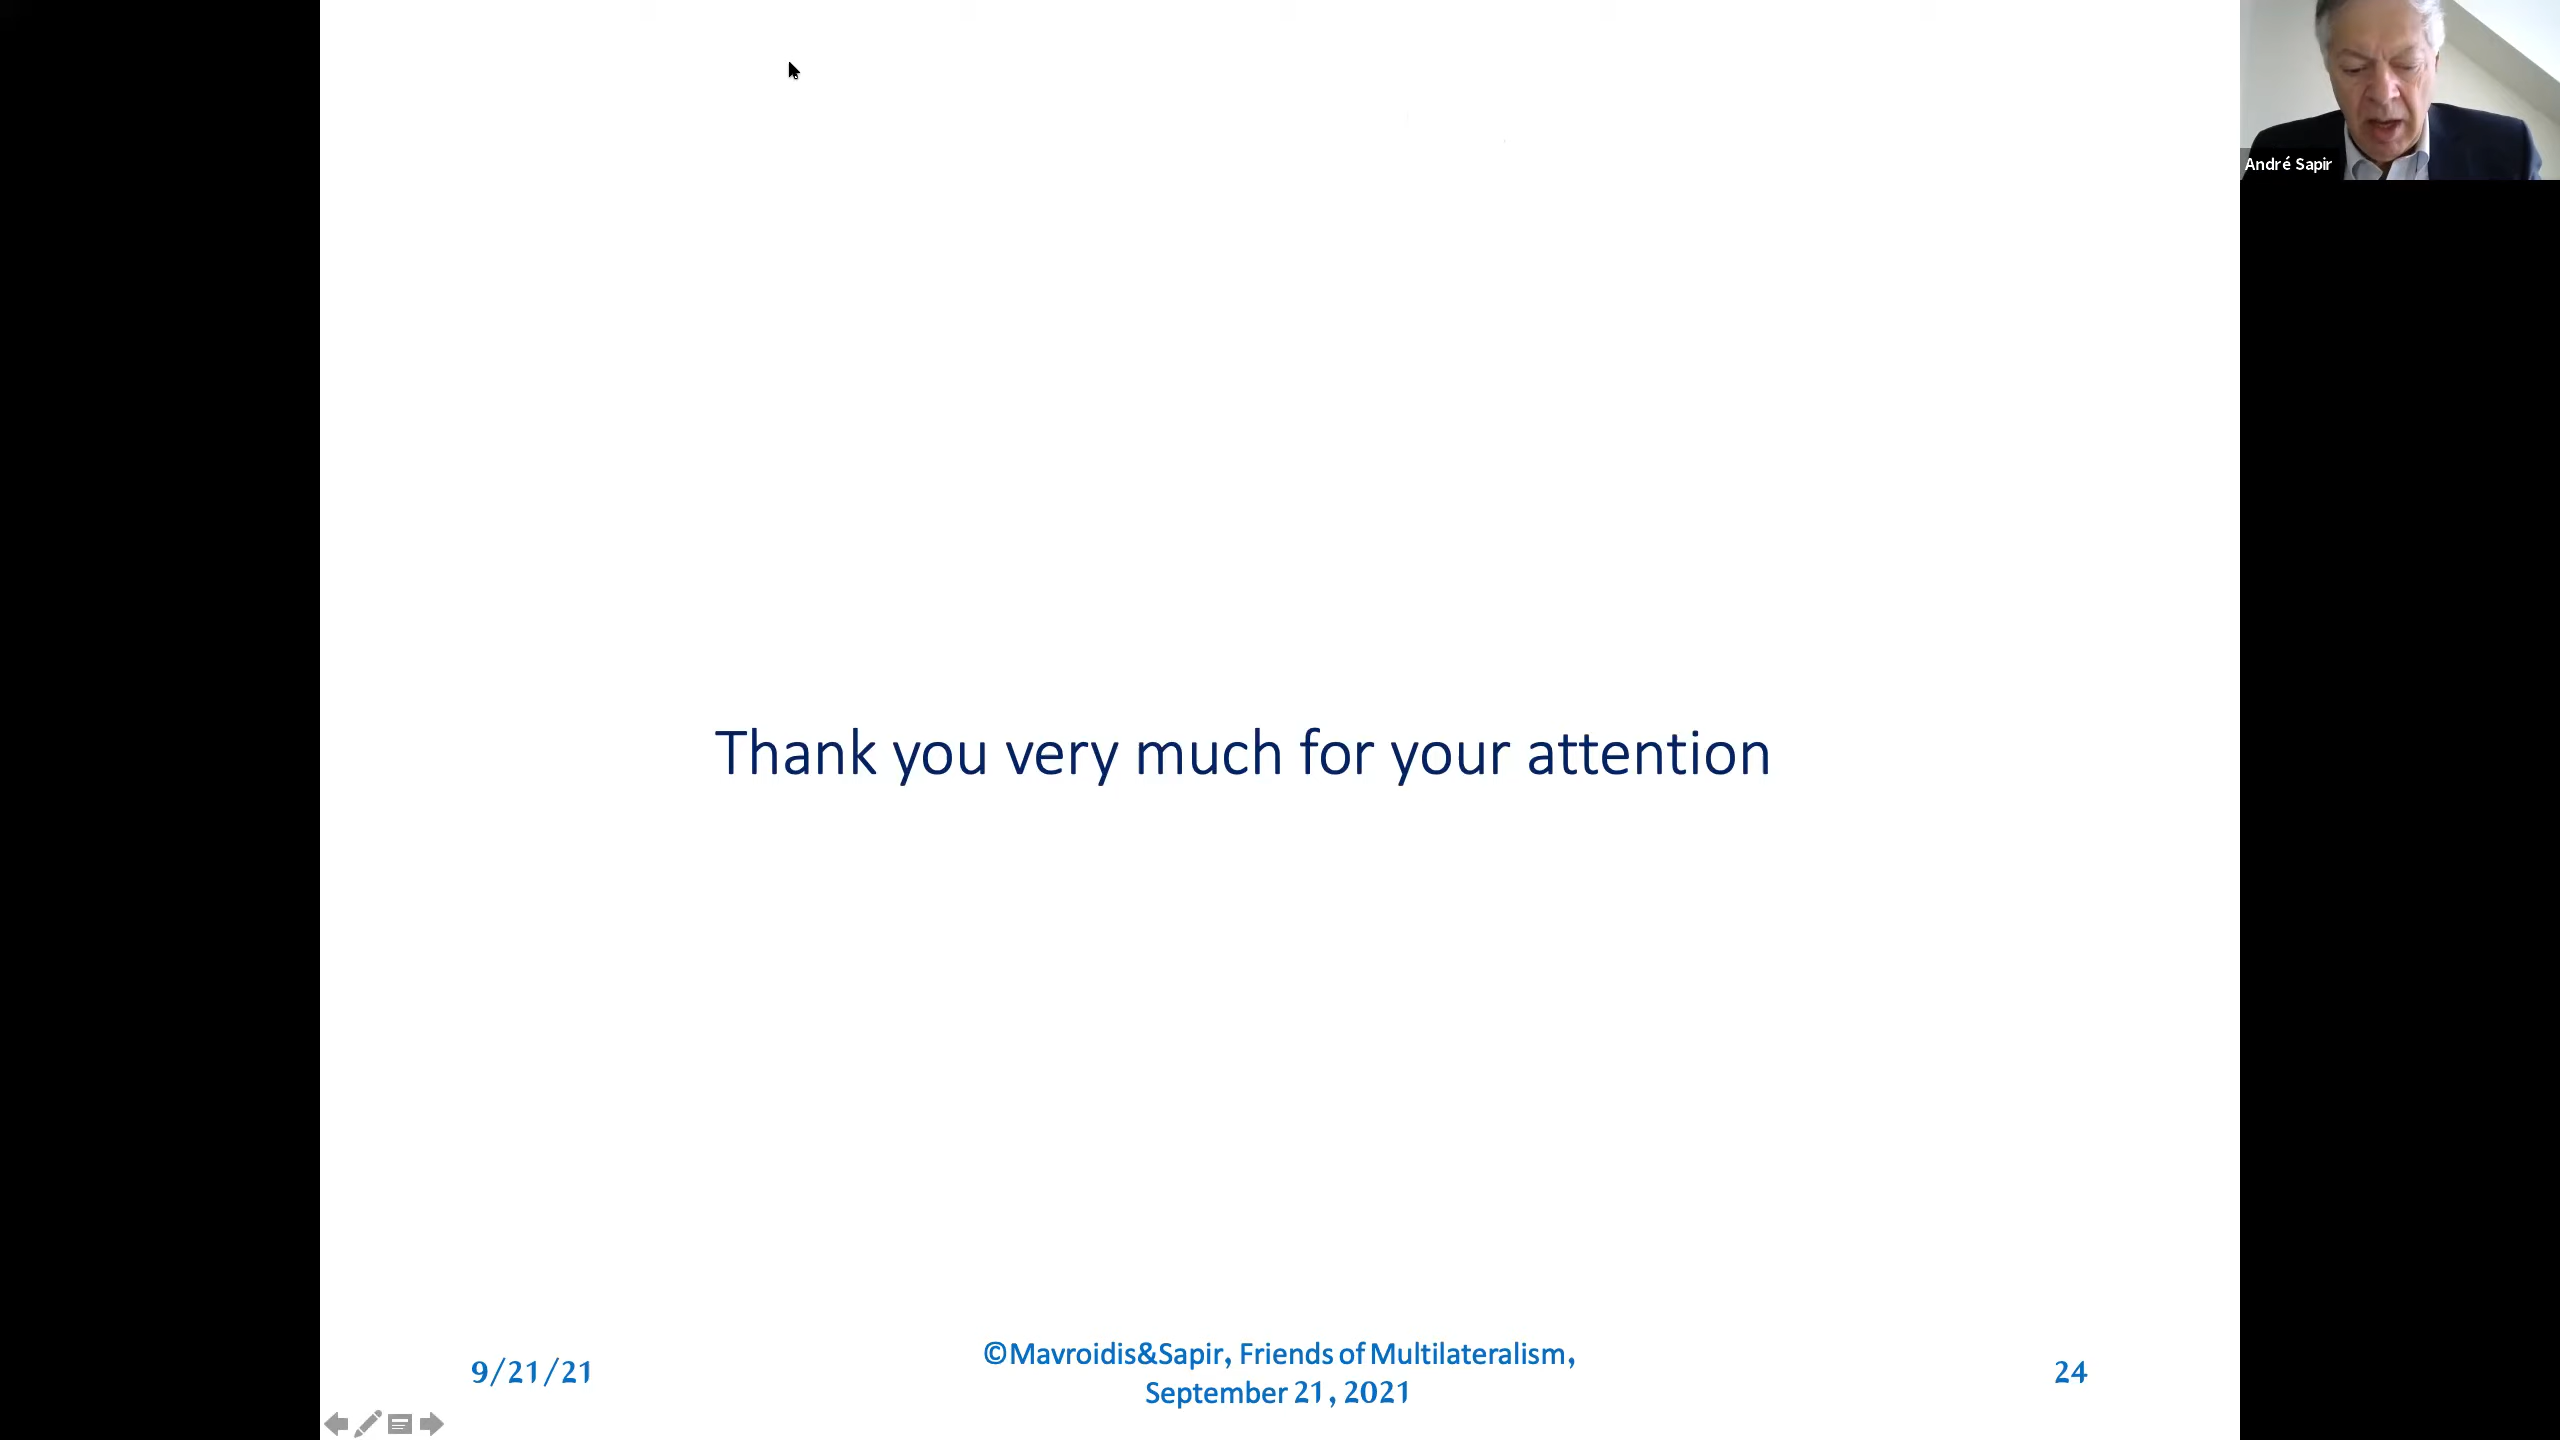 André Sapir
Thank you very much for your attention
9/21/21
©Mavroidis&Sapir, Friends of Multilateralism,
September 21, 2021
24